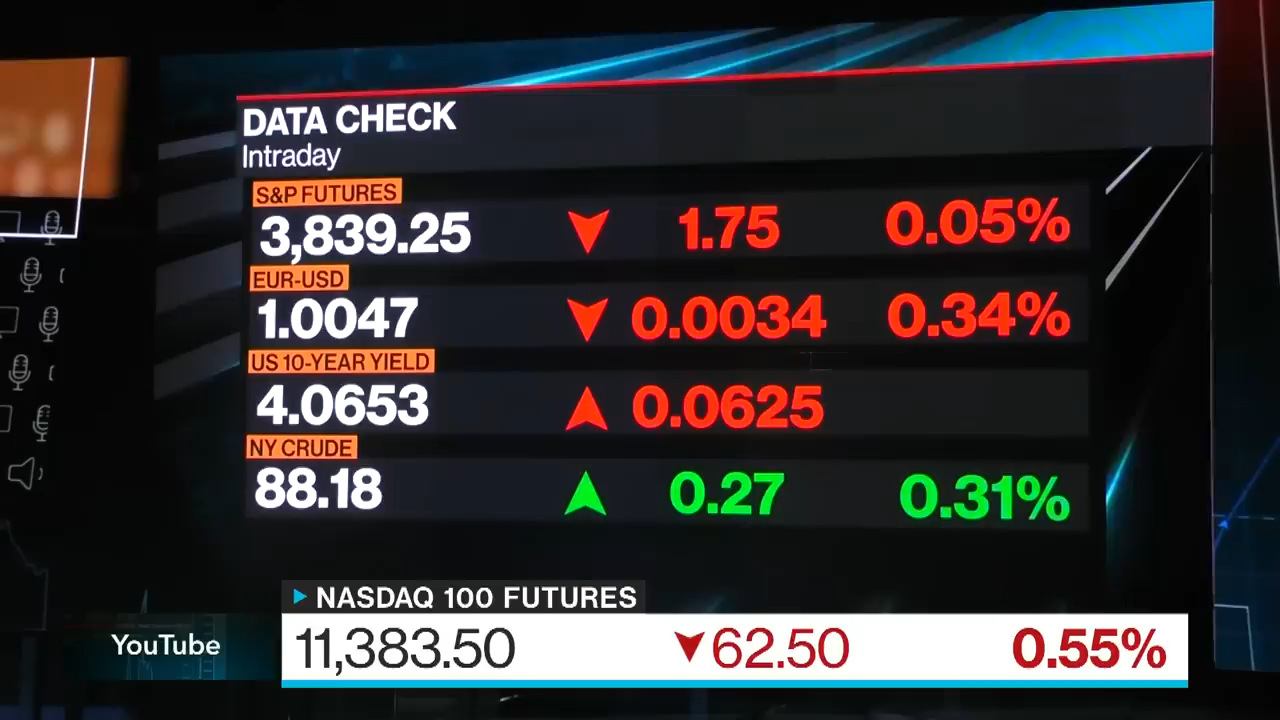 DATA CHECK
Intraday
S&P FUTURES
3,839.25 ▼ 1.75 0.05%
EUR-USD
1.0047 ▼ 0.0034 0.34%
US 10-YEAR YIELD
4.0653 ▲ 0.0625
NY CRUDE
88.18 ▲ 0.27 0.31%
NASDAQ 100 FUTURES
YouTube
11,383.50 ▼62.50 0.55%